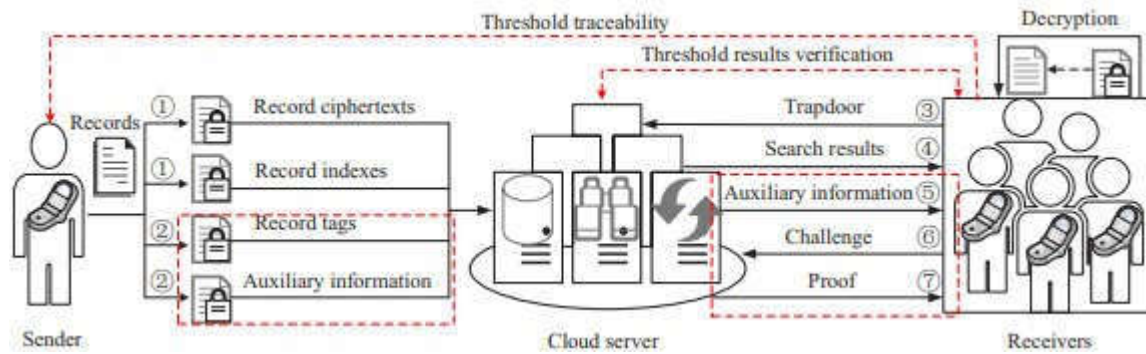 Threshold traceability
Decryption
Threshold results verification
Records
① Record ciphertexts
① Record indexes
② Record tags
② Auxiliary information
Trapdoor ③
Search results ④
Auxiliary information ⑤
Challenge ⑥
Proof ⑦
Sender
Cloud server
Receivers